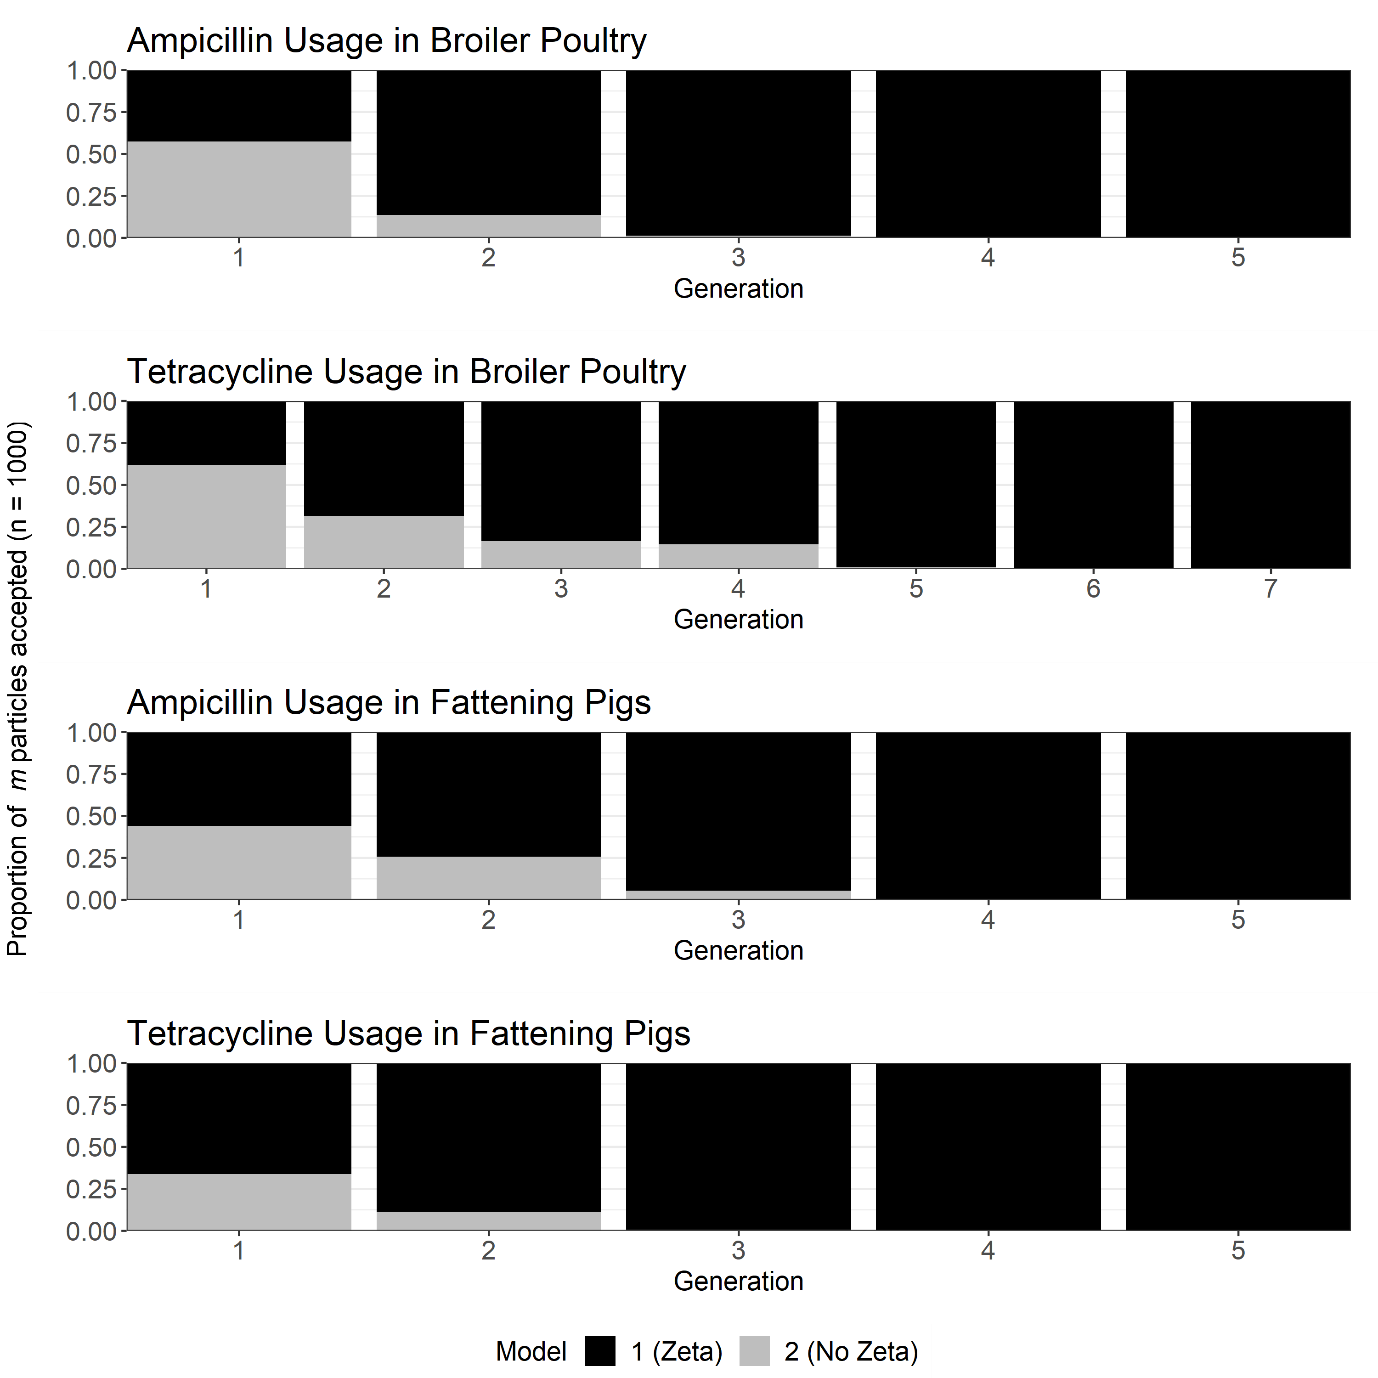 Proportion of m particles accepted (n = 1000)
Ampicillin Usage in Broiler Poultry
1.00
0.75
0.50
0.25
0.00
1 2 3 4 5
Generation
Tetracycline Usage in Broiler Poultry
1.00
0.75
0.50
0.25
0.00
1 2 3 4 5 6 7
Generation
Ampicillin Usage in Fattening Pigs
1.00
0.75
0.50
0.25
0.00
1 2 3 4 5
Generation
Tetracycline Usage in Fattening Pigs
1.00
0.75
0.50
0.25
0.00
1 2 3 4 5
Generation
Model 1 (Zeta) 2 (No Zeta)